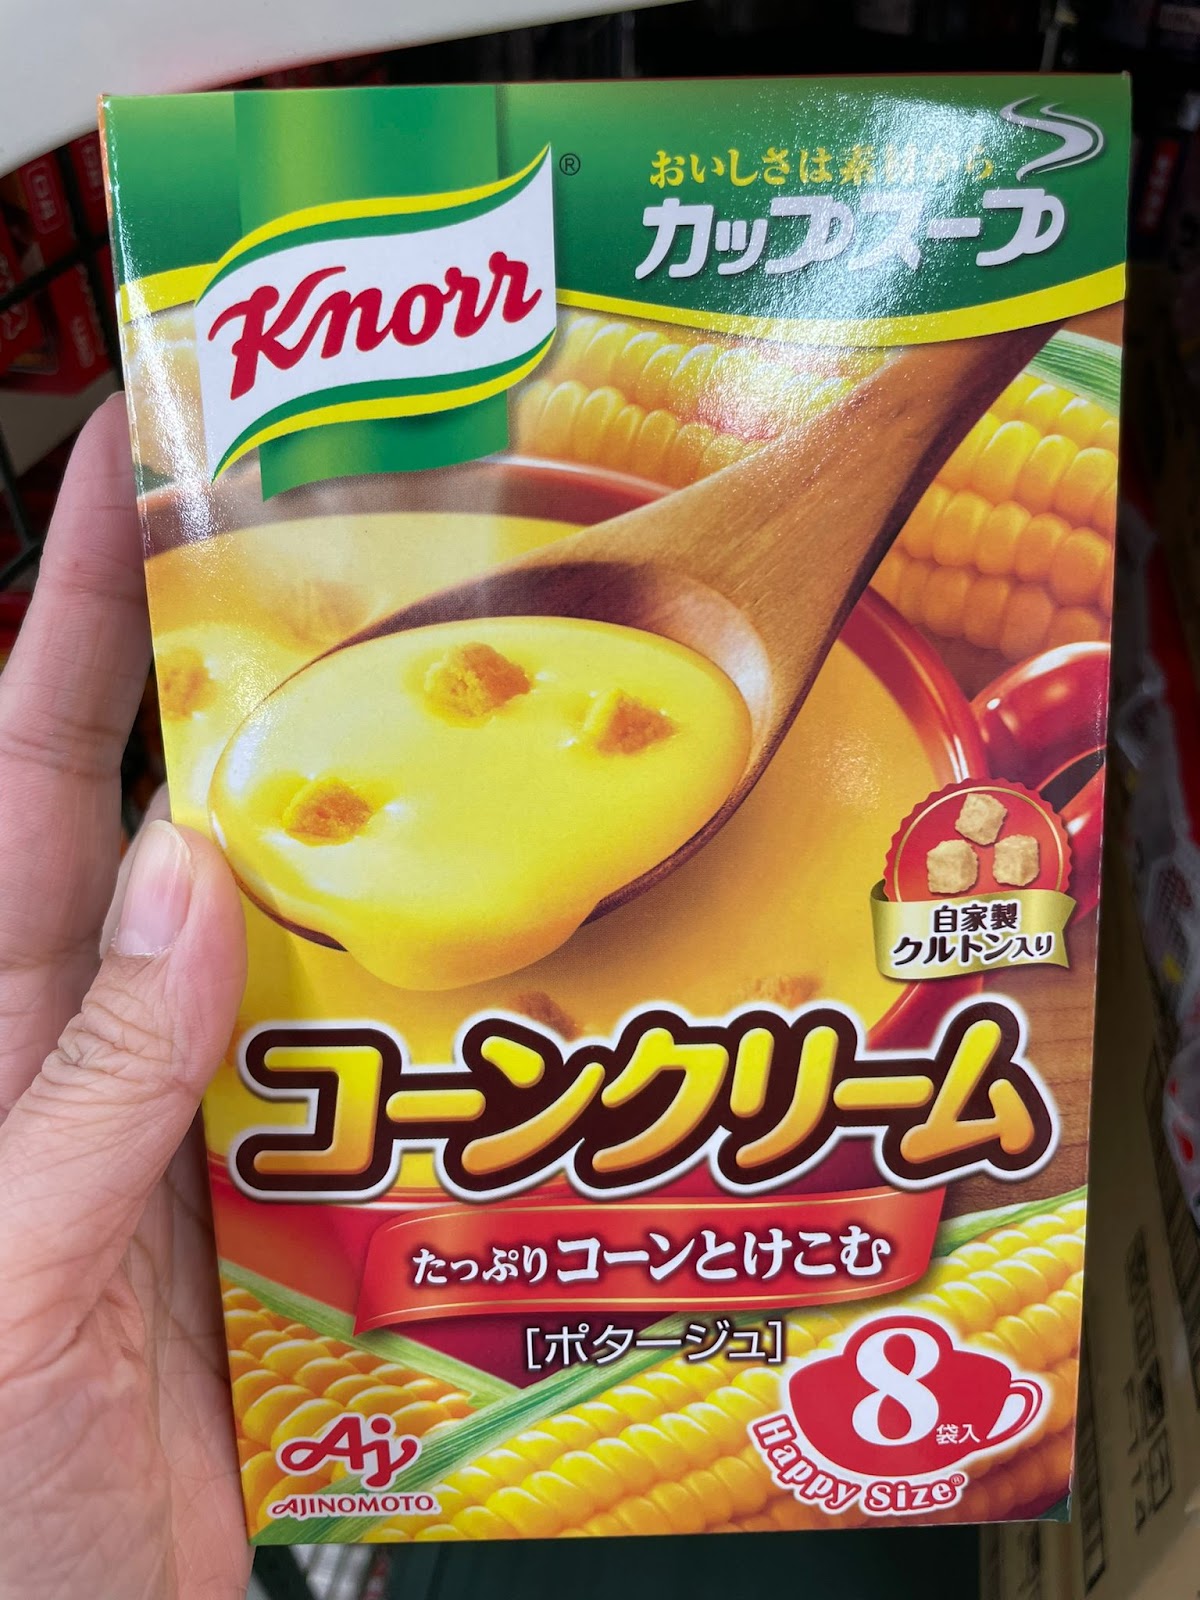 Knorr®
おいしさは素材から
カップスープ
自家製
クルトン入り
コーンクリーム
たっぷりコーンとけこむ
[ポタージュ]
8袋入
Happy Size®
Aj
AJINOMOTO